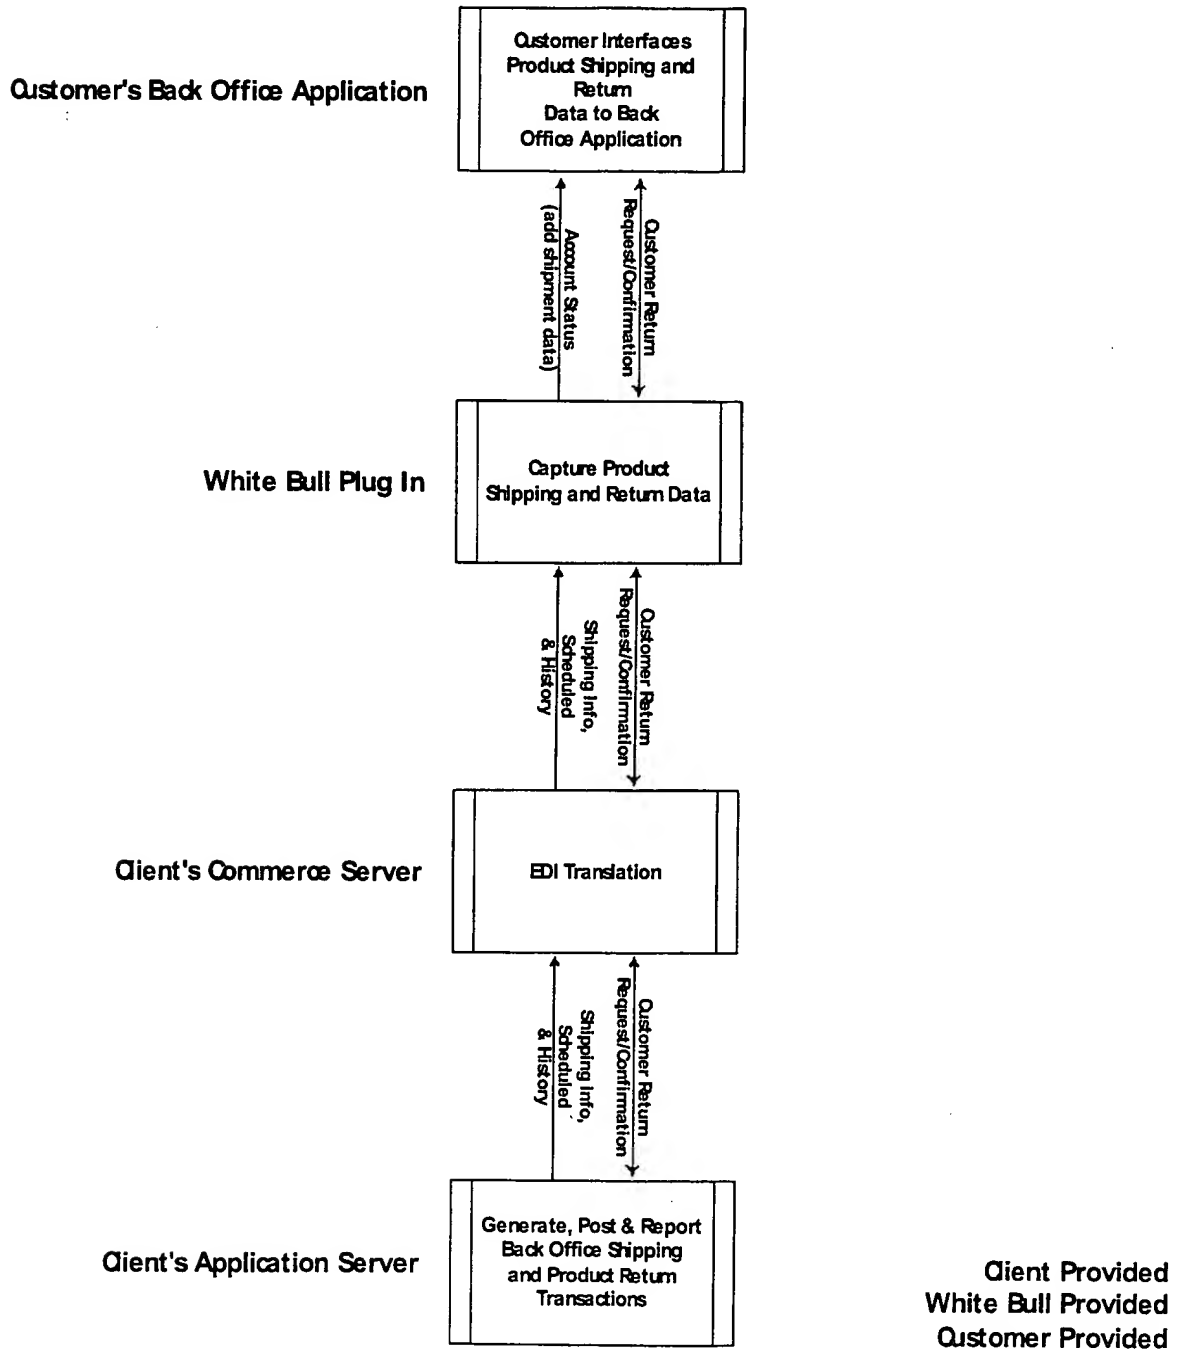 Customer's Back Office Application
Customer Interfaces
Product Shipping and
Return
Data to Back
Office Application
Account Status
(add shipment data)
Customer Return
Request/Confirmation
White Bull Plug In
Capture Product
Shipping and Return Data
Shipping Info,
Scheduled
& History
Customer Return
Request/Confirmation
Client's Commerce Server
EDI Translation
Shipping Info,
Scheduled
& History
Customer Return
Request/Confirmation
Client's Application Server
Generate, Post & Report
Back Office Shipping
and Product Return
Transactions
Client Provided
White Bull Provided
Customer Provided